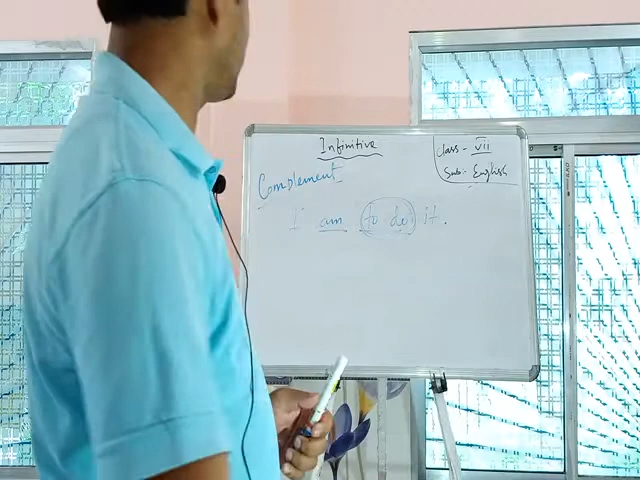 Infinitive
Class - VII
Sub:- English
Complement
I am to do it.